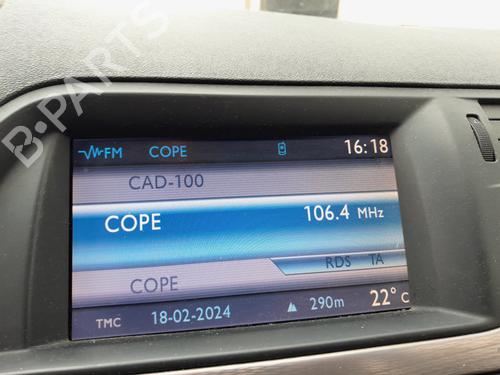 FM COPE 16:18
CAD-100
COPE 106.4 MHz
RDS TA
COPE
TMC 18-02-2024 290m 22° C
B-PARTS